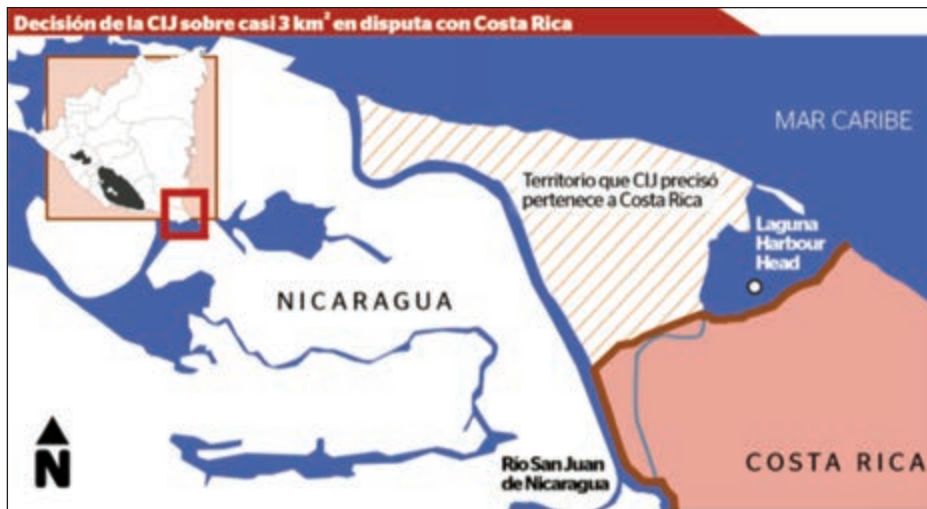 Decisión de la CIJ sobre casi 3 km² en disputa con Costa Rica
MAR CARIBE
Territorio que CIJ precisó
pertenece a Costa Rica
Laguna
Harbour
Head
NICARAGUA
N
Río San Juan
de Nicaragua
COSTA RICA